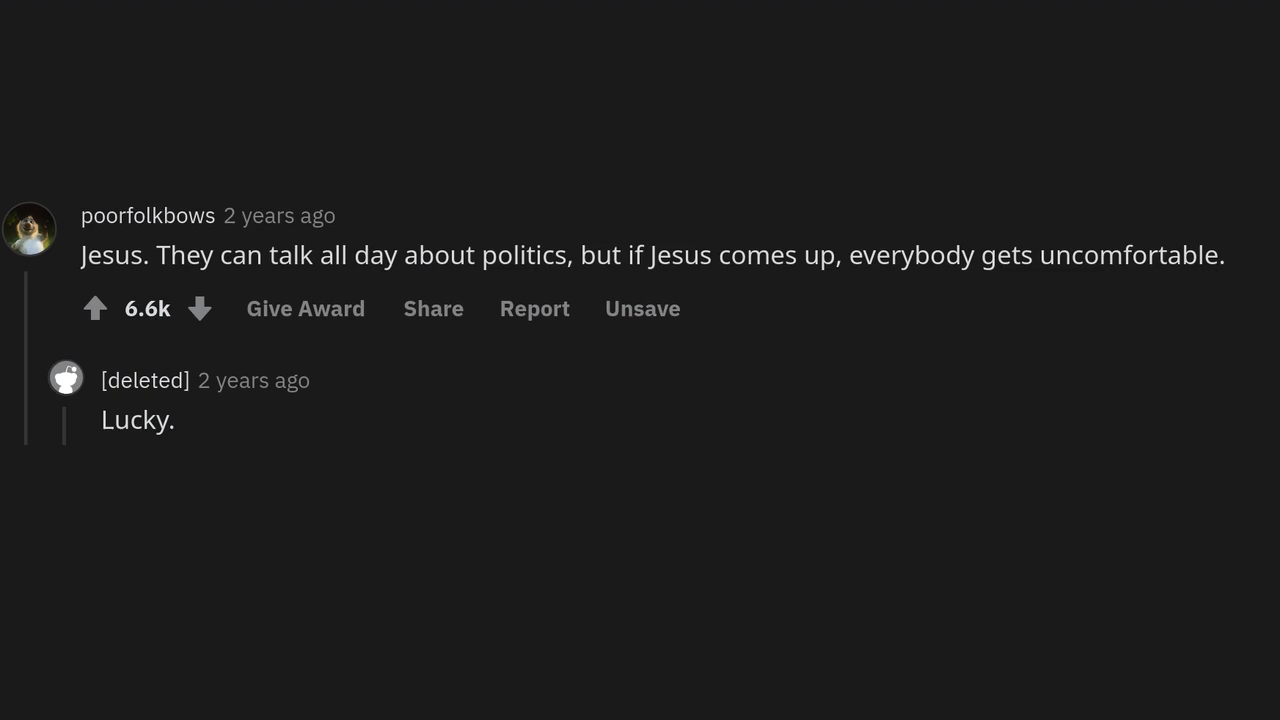 poorfolkbows 2 years ago
Jesus. They can talk all day about politics, but if Jesus comes up, everybody gets uncomfortable.
6.6k Give Award Share Report Unsave
[deleted] 2 years ago
Lucky.